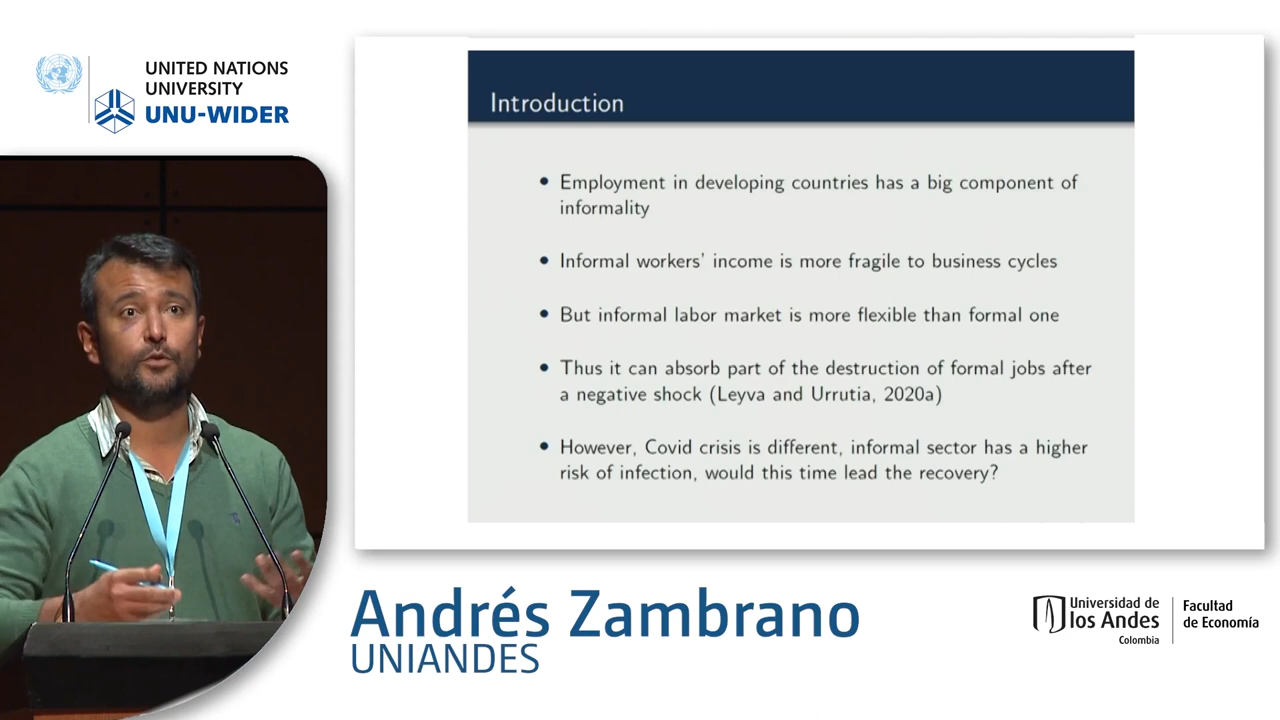 UNITED NATIONS
UNIVERSITY
UNU-WIDER
Introduction
• Employment in developing countries has a big component of
informality
• Informal workers' income is more fragile to business cycles
• But informal labor market is more flexible than formal one
• Thus it can absorb part of the destruction of formal jobs after
a negative shock (Leyva and Urrutia, 2020a)
• However, Covid crisis is different, informal sector has a higher
risk of infection, would this time lead the recovery?
Andrés Zambrano
UNIANDES
Universidad de
los Andes
Colombia
Facultad
de Economía